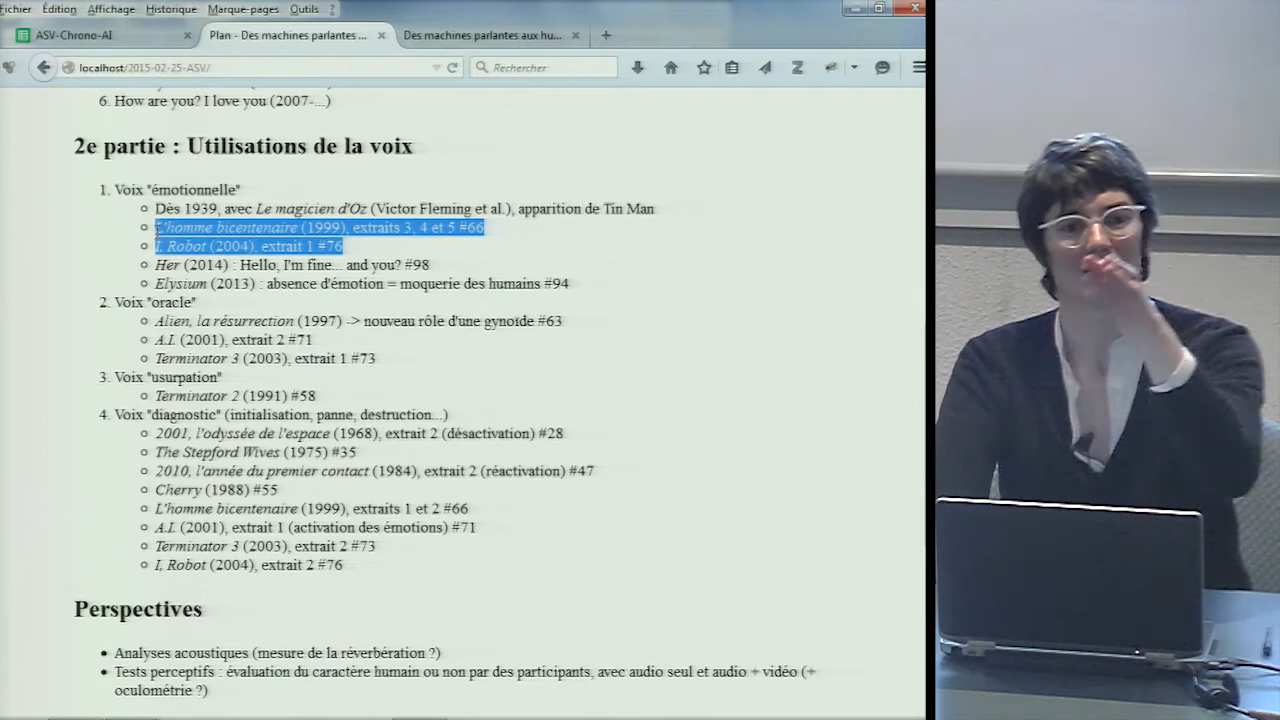 Fichier Édition Affichage Historique Marque-pages Outils ?
ASV-Chrono-AI
Plan - Des machines parlantes ...
Des machines parlantes aux hu...
localhost/2015-02-25-ASV/
Rechercher
6. How are you? I love you (2007-...)
2e partie : Utilisations de la voix
1. Voix "émotionnelle"
Dès 1939, avec Le magicien d'Oz (Victor Fleming et al.), apparition de Tin Man
L'homme bicentenaire (1999), extraits 3, 4 et 5 #66
I, Robot (2004), extrait 1 #76
Her (2014) : Hello, I'm fine... and you? #98
Elysium (2013) : absence d'émotion = moquerie des humains #94
2. Voix "oracle"
Alien, la résurrection (1997) -> nouveau rôle d'une gynoïde #63
A.I. (2001), extrait 2 #71
Terminator 3 (2003), extrait 1 #73
3. Voix "usurpation"
Terminator 2 (1991) #58
4. Voix "diagnostic" (initialisation, panne, destruction...)
2001, l'odyssée de l'espace (1968), extrait 2 (désactivation) #28
The Stepford Wives (1975) #35
2010, l'année du premier contact (1984), extrait 2 (réactivation) #47
Cherry (1988) #55
L'homme bicentenaire (1999), extraits 1 et 2 #66
A.I. (2001), extrait 1 (activation des émotions) #71
Terminator 3 (2003), extrait 2 #73
I, Robot (2004), extrait 2 #76
Perspectives
Analyses acoustiques (mesure de la réverbération ?)
Tests perceptifs : évaluation du caractère humain ou non par des participants, avec audio seul et audio + vidéo (+
oculométrie ?)